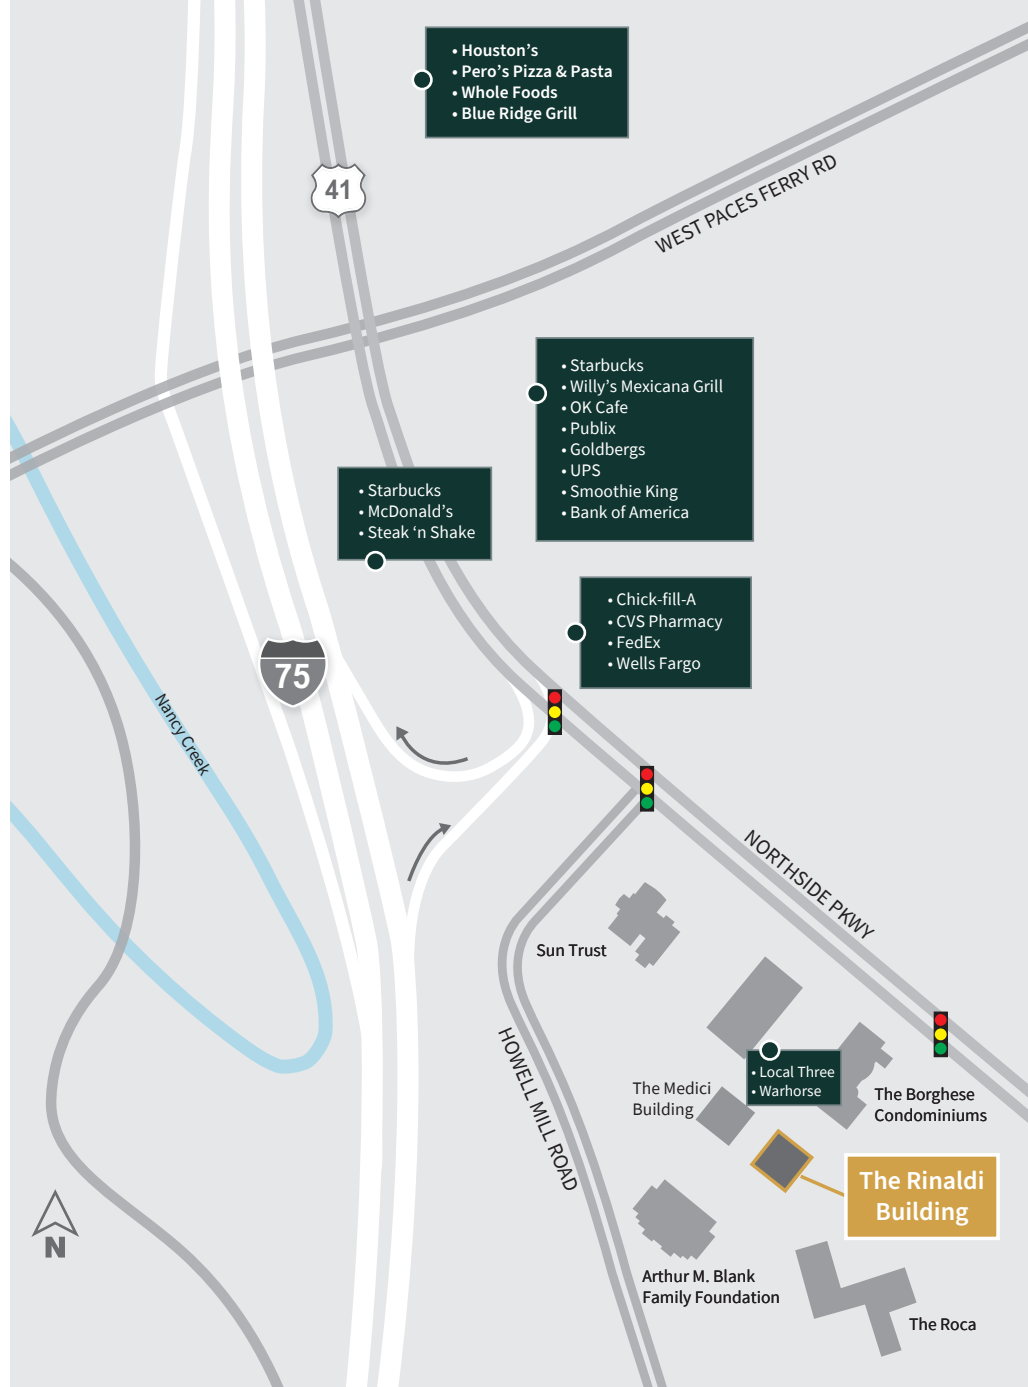 • Houston’s
• Pero’s Pizza & Pasta
• Whole Foods
• Blue Ridge Grill
41
WEST PACES FERRY RD
• Starbucks
• Willy’s Mexicana Grill
• OK Cafe
• Publix
• Goldbergs
• UPS
• Smoothie King
• Bank of America
• Starbucks
• McDonald’s
• Steak ‘n Shake
• Chick-fill-A
• CVS Pharmacy
• FedEx
• Wells Fargo
75
Nancy Creek
NORTHSIDE PKWY
Sun Trust
HOWELL MILL ROAD
• Local Three
• Warhorse
The Medici
Building
The Borghese
Condominiums
The Rinaldi
Building
N
Arthur M. Blank
Family Foundation
The Roca